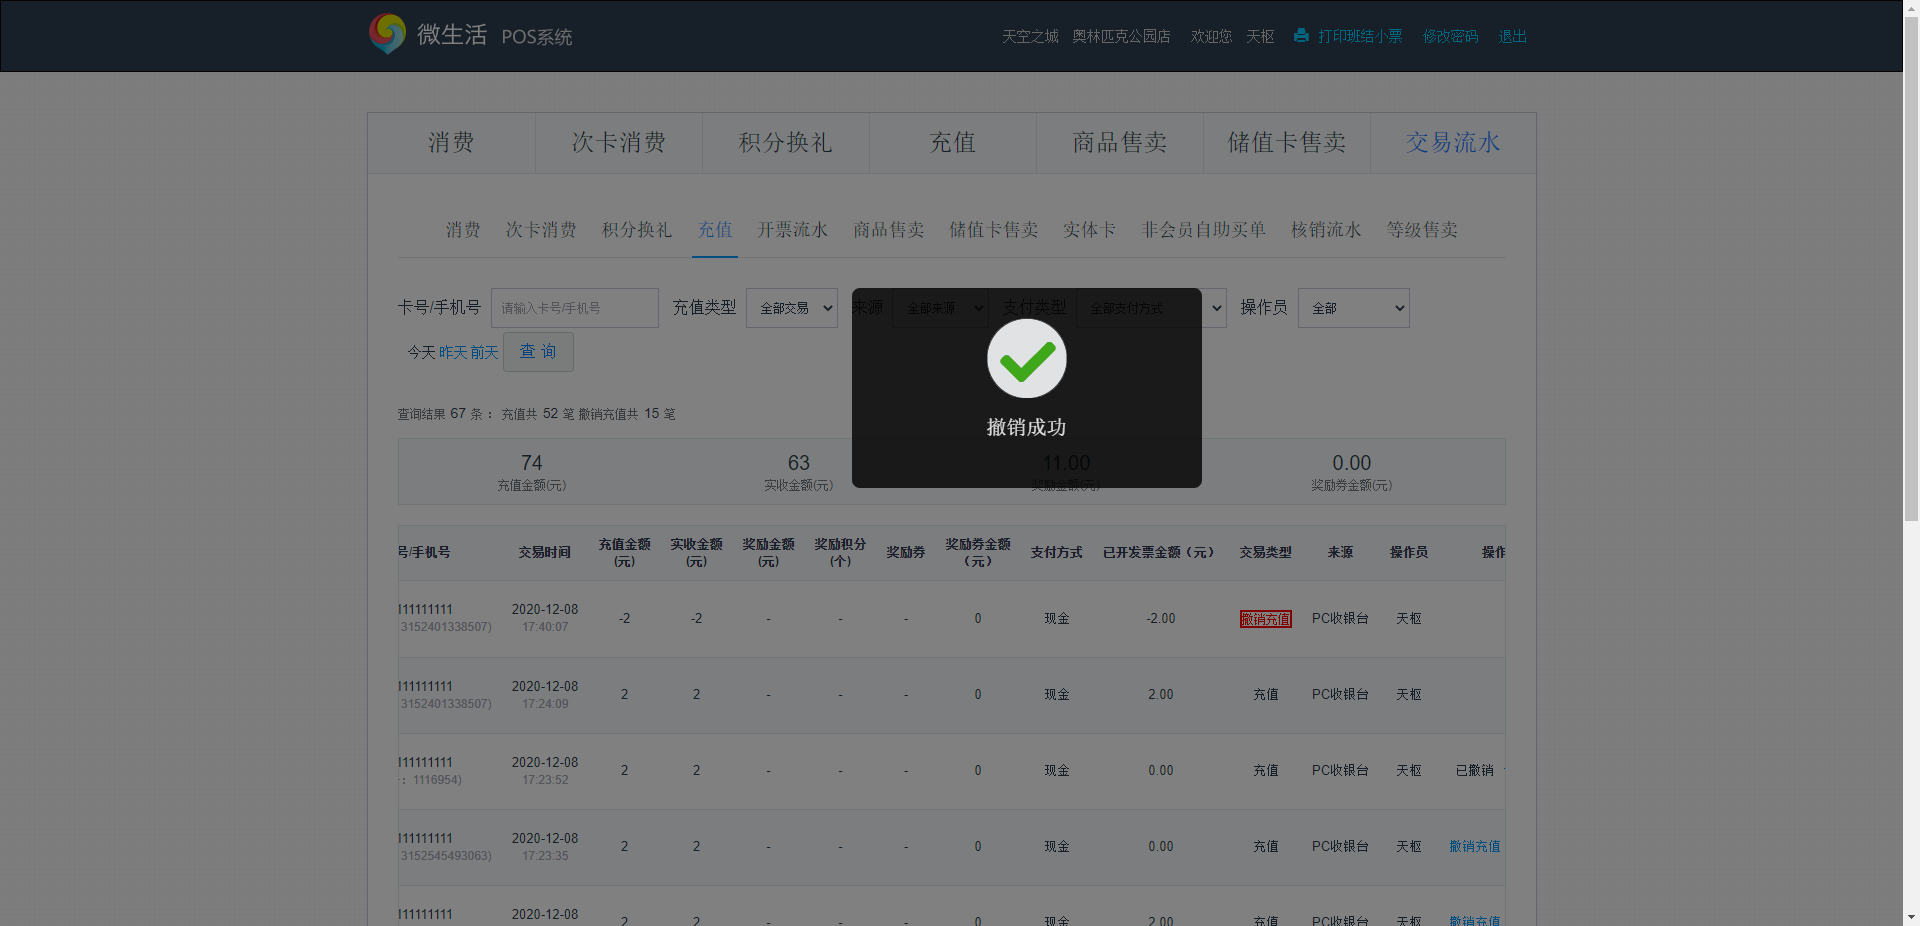 微生活 POS系统
天空之城 奥林匹克公园店 欢迎您 天枢 打印班结小票 修改密码 退出
消费 次卡消费 积分换礼 充值 商品售卖 储值卡售卖 交易流水
消费 次卡消费 积分换礼 充值 开票流水 商品售卖 储值卡售卖 实体卡 非会员自助买单 核销流水 等级售卖
卡号/手机号 请输入卡号/手机号 充值类型 全部交易 来源 全部来源 支付类型 全部支付方式 操作员 全部
今天 昨天 前天 查 询
撤销成功
查询结果 67 条： 充值共 52 笔 撤销充值共 15 笔
74 63 11.00 0.00
充值金额(元) 实收金额(元) 奖励金额(元) 奖励券金额(元)
号/手机号 交易时间 充值金额(元) 实收金额(元) 奖励金额(元) 奖励积分(个) 奖励券 奖励券金额（元） 支付方式 已开发票金额（元） 交易类型 来源 操作员 操作
111111111 2020-12-08 -2 -2 - - - 0 现金 -2.00 撤销充值 PC收银台 天枢
3152401338507) 17:40:07
111111111 2020-12-08 2 2 - - - 0 现金 2.00 充值 PC收银台 天枢
3152401338507) 17:24:09
111111111 2020-12-08 2 2 - - - 0 现金 0.00 充值 PC收银台 天枢 已撤销
：1116954) 17:23:52
111111111 2020-12-08 2 2 - - - 0 现金 0.00 充值 PC收银台 天枢 撤销充值
3152545493063) 17:23:35
111111111 2020-12-08 2 2 - - - 0 现金 2.00 充值 PC收银台 天枢 撤销充值